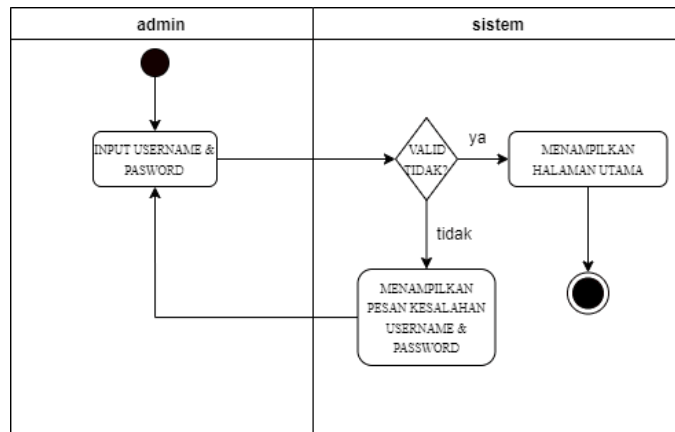 admin
sistem
INPUT USERNAME &
PASWORD
VALID
TIDAK?
ya
MENAMPILKAN
HALAMAN UTAMA
tidak
MENAMPILKAN
PESAN KESALAHAN
USERNAME &
PASSWORD